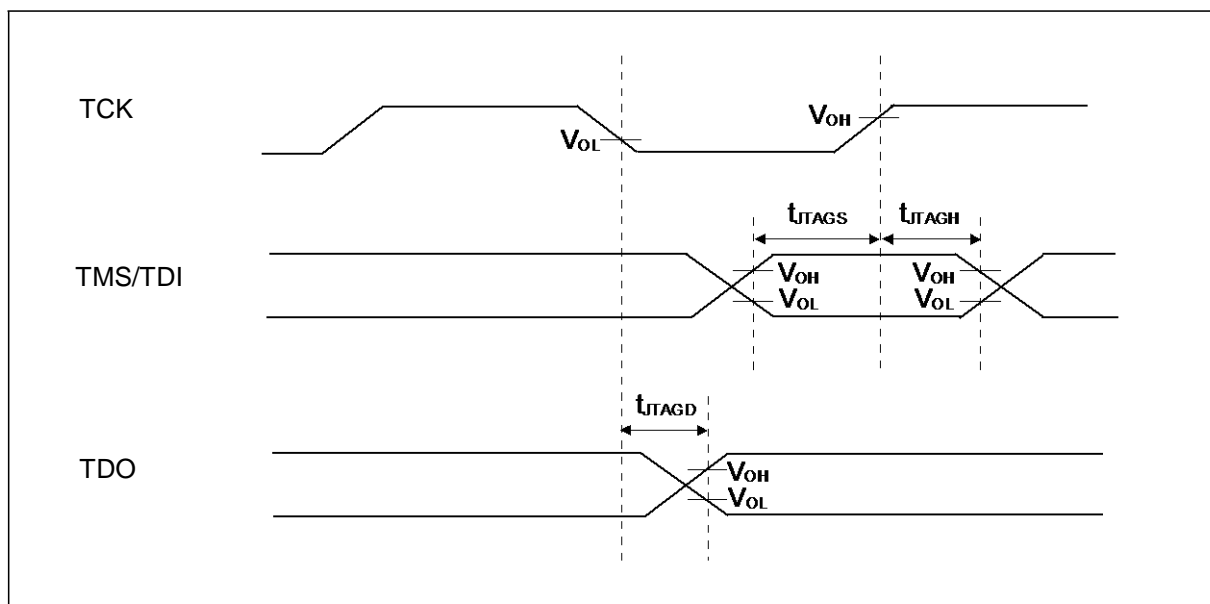 TCK
VOL
VOH
tJTAGS
tJTAGH
TMS/TDI
VOH
VOL
VOH
VOL
tJTAGD
TDO
VOH
VOL